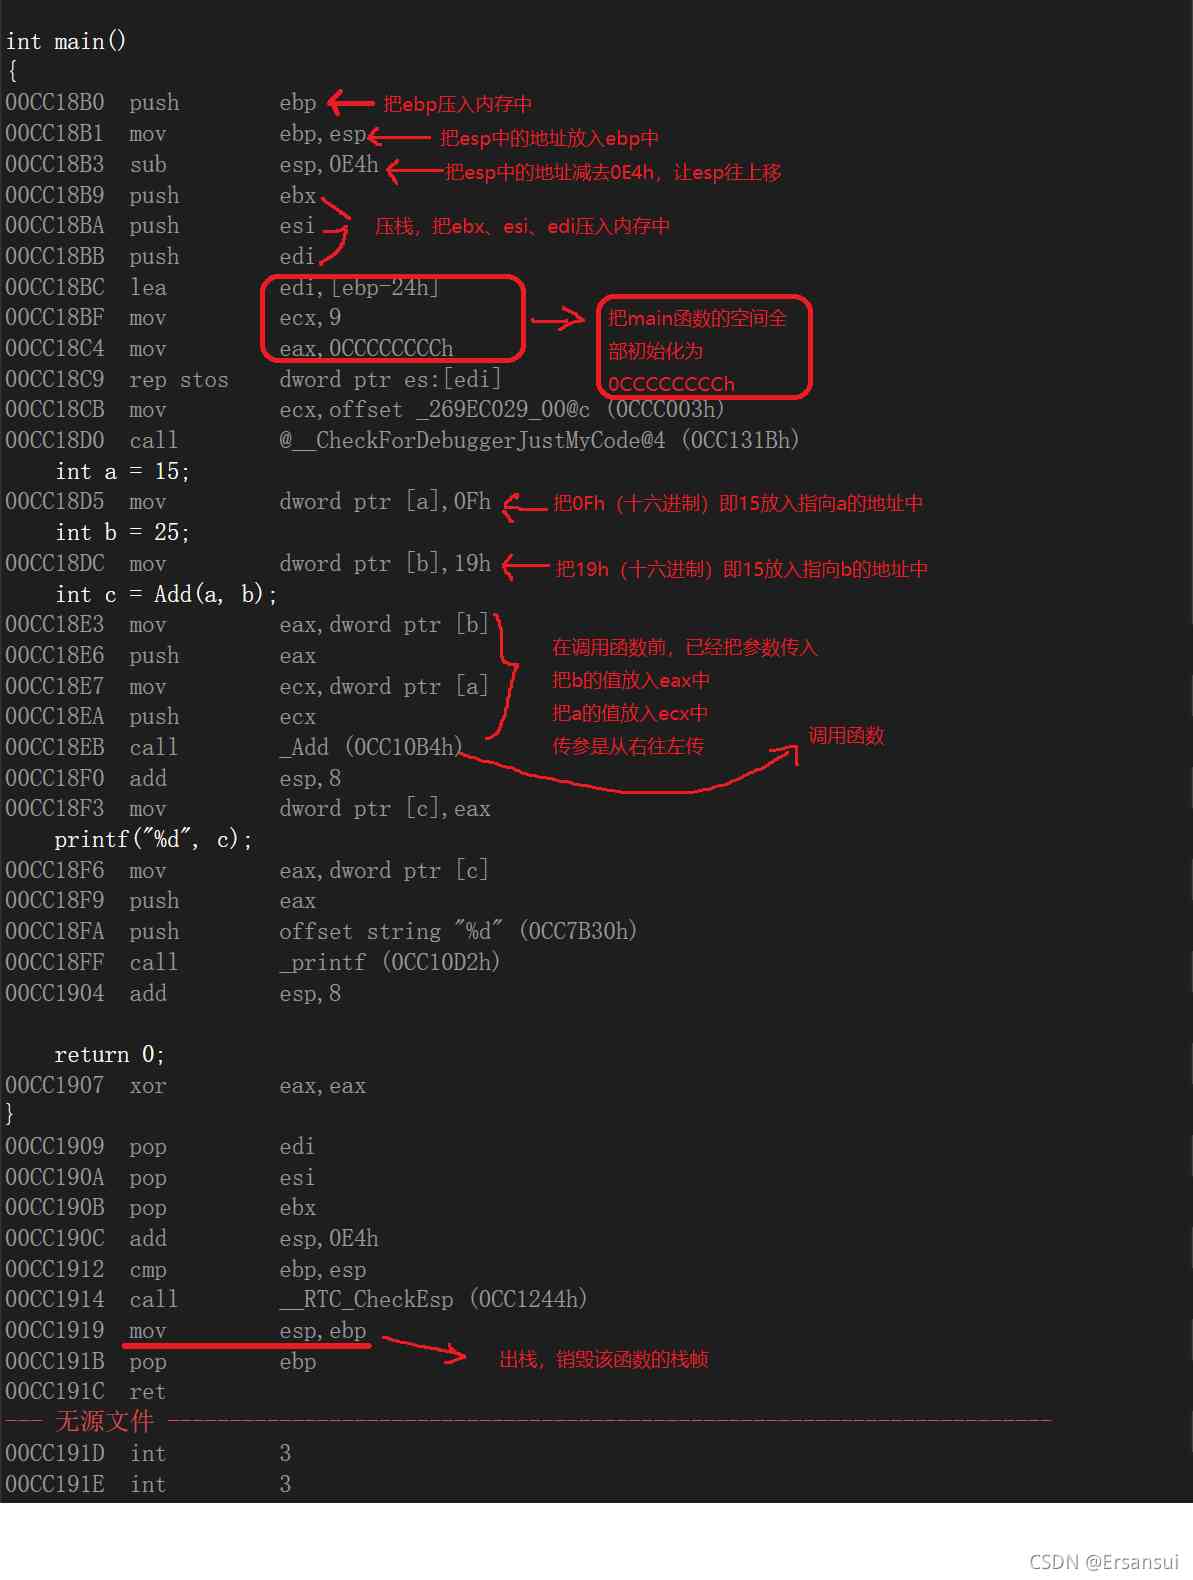 int main()
{
00CC18B0 push ebp 把ebp压入内存中
00CC18B1 mov ebp,esp 把esp中的地址放入ebp中
00CC18B3 sub esp,0E4h 把esp中的地址减去0E4h，让esp往上移
00CC18B9 push ebx
00CC18BA push esi 压栈，把ebx、esi、edi压入内存中
00CC18BB push edi
00CC18BC lea edi,[ebp-24h]
00CC18BF mov ecx,9 把main函数的空间全
00CC18C4 mov eax,0CCCCCCCCh 部初始化为
00CC18C9 rep stos dword ptr es:[edi] 0CCCCCCCCh
00CC18CB mov ecx,offset _269EC029_00@c (0CCC003h)
00CC18D0 call @__CheckForDebuggerJustMyCode@4 (0CC131Bh)
int a = 15;
00CC18D5 mov dword ptr [a],0Fh 把0Fh（十六进制）即15放入指向a的地址中
int b = 25;
00CC18DC mov dword ptr [b],19h 把19h（十六进制）即15放入指向b的地址中
int c = Add(a, b);
00CC18E3 mov eax,dword ptr [b]
00CC18E6 push eax 在调用函数前，已经把参数传入
00CC18E7 mov ecx,dword ptr [a] 把b的值放入eax中
00CC18EA push ecx 把a的值放入ecx中
00CC18EB call _Add (0CC10B4h) 传参是从右往左传 调用函数
00CC18F0 add esp,8
00CC18F3 mov dword ptr [c],eax
printf("%d", c);
00CC18F6 mov eax,dword ptr [c]
00CC18F9 push eax
00CC18FA push offset string "%d" (0CC7B30h)
00CC18FF call _printf (0CC10D2h)
00CC1904 add esp,8
return 0;
00CC1907 xor eax,eax
}
00CC1909 pop edi
00CC190A pop esi
00CC190B pop ebx
00CC190C add esp,0E4h
00CC1912 cmp ebp,esp
00CC1914 call __RTC_CheckEsp (0CC1244h)
00CC1919 mov esp,ebp
00CC191B pop ebp 出栈，销毁该函数的栈帧
00CC191C ret
--- 无源文件 -----------------------------------------------------------------------
00CC191D int 3
00CC191E int 3
CSDN @Ersansui